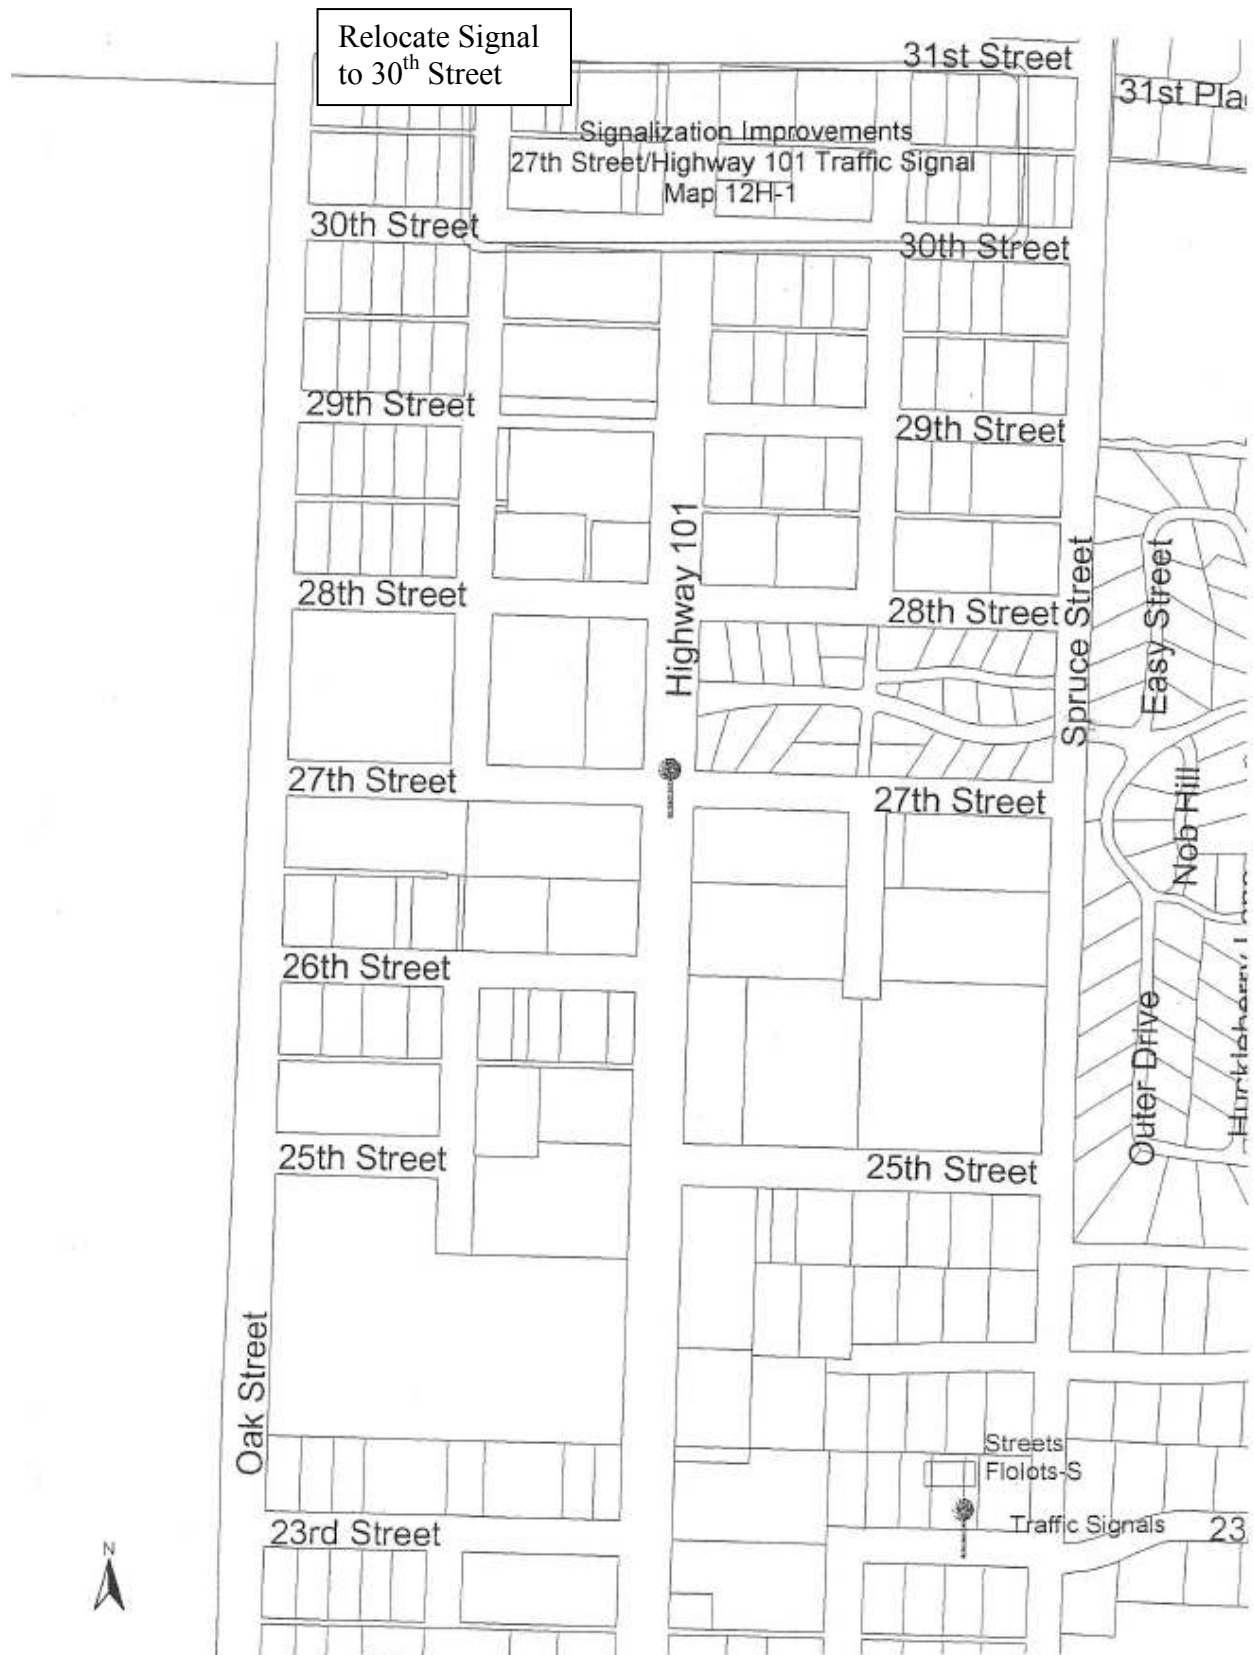 Relocate Signal
to 30th Street
31st Street
31st Pla
Signalization Improvements
27th Street/Highway 101 Traffic Signal
Map 12H-1
30th Street
30th Street
29th Street
29th Street
Highway 101
28th Street
28th Street
Spruce Street
Easy Street
27th Street
27th Street
Nob Hill
26th Street
Outer Drive
25th Street
25th Street
Oak Street
Streets
Flolots-S
Traffic Signals
23
23rd Street
N